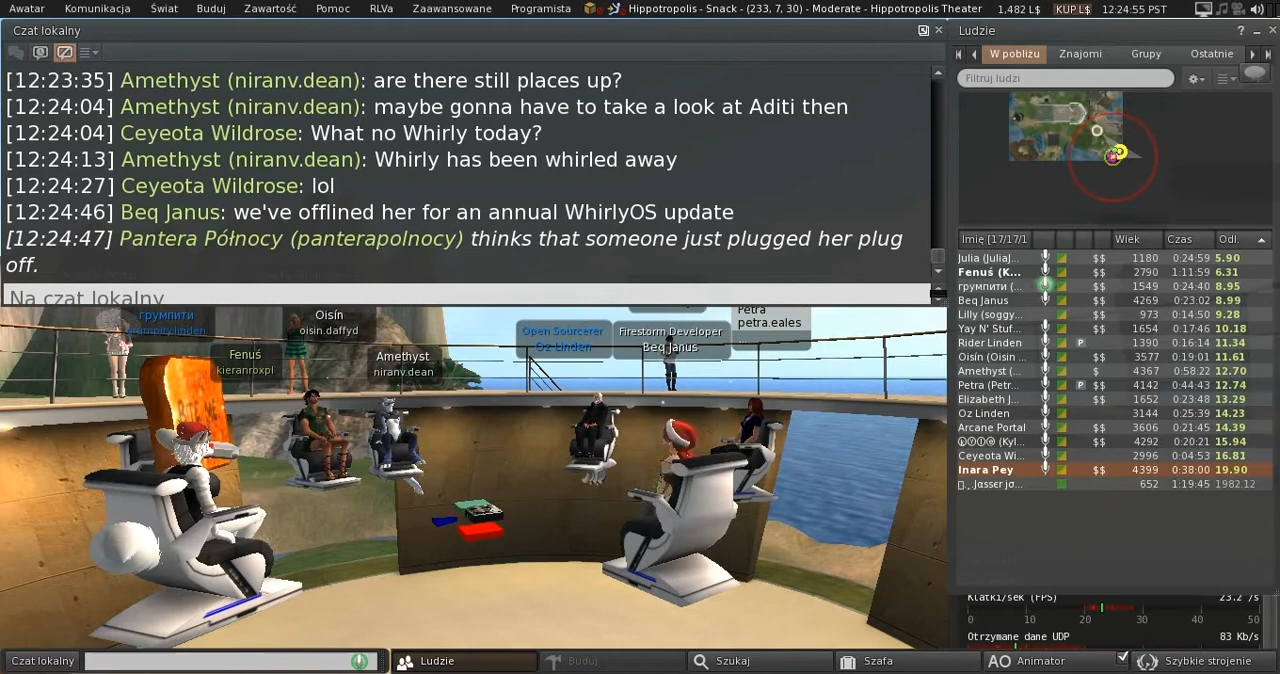 Awatar Komunikacja Świat Buduj Zawartość Pomoc RLVa Zaawansowane Programista Hippotropolis - Snack - (233, 7, 30) - Moderate - Hippotropolis Theater 1,482 L$ KUP L$ 12:24:55 PST
Czat lokalny
[12:23:35] Amethyst (niranv.dean): are there still places up?
[12:24:04] Amethyst (niranv.dean): maybe gonna have to take a look at Aditi then
[12:24:04] Ceyeota Wildrose: What no Whirly today?
[12:24:13] Amethyst (niranv.dean): Whirly has been whirled away
[12:24:27] Ceyeota Wildrose: lol
[12:24:46] Beq Janus: we've offlined her for an annual WhirlyOS update
[12:24:47] Pantera Północy (panterapolnocy) thinks that someone just plugged her plug
off.
Na czat lokalny
грумпити
grumpity.linden
Oisín
oisin.daffyd
Fenuś
kieranroxpl
Amethyst
niranv.dean
Open Sourcerer
Oz Linden
Firestorm Developer
Beq Janus
Petra
petra.eales
Ludzie ?
W pobliżu Znajomi Grupy Ostatnie
Filtruj ludzi
Imię [17/17/1 Wiek Czas Odl.
Julia (JuliaJ... $$ 1180 0:24:59 5.90
Fenuś (K... $$ 2790 1:11:59 6.31
грумпити (... $$ 1549 0:24:40 8.95
Beq Janus $$ 4269 0:23:02 8.99
Lilly (soggy... 973 0:14:50 9.28
Yay N' Stuf... $$ 1654 0:17:46 10.18
Rider Linden P 1390 0:16:14 11.34
Oisín (Oisin ... $$ 3577 0:19:01 11.61
Amethyst (... $ 4367 0:58:22 12.70
Petra (Petr... P $$ 4142 0:44:43 12.74
Elizabeth J... $$ 1652 0:23:48 13.29
Oz Linden 3144 0:25:39 14.23
Arcane Portal $$ 3606 0:21:45 14.39
(Kyl... $$ 4292 0:20:21 15.94
Ceyeota Wi... 2996 0:04:53 16.81
Inara Pey $$ 4399 0:38:00 19.90
652 1:19:45 1982.12
Klatki/sek (FPS) 23.2 /s
0 10 20 30 40 50
Otrzymane dane UDP 83 Kb/s
Czat lokalny Ludzie Buduj Szukaj Szafa AO Animator Szybkie strojenie